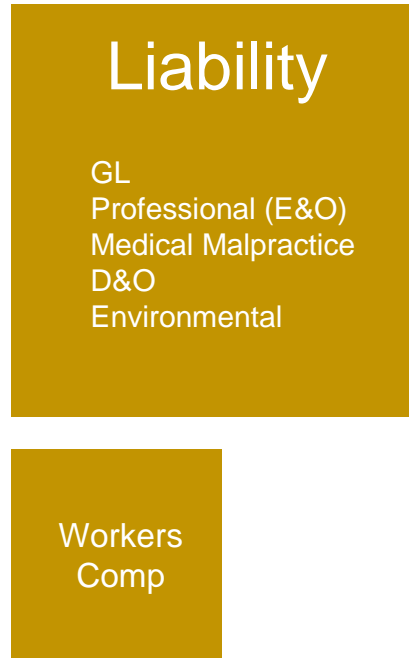 Liability
GL
Professional (E&O)
Medical Malpractice
D&O
Environmental
Workers
Comp